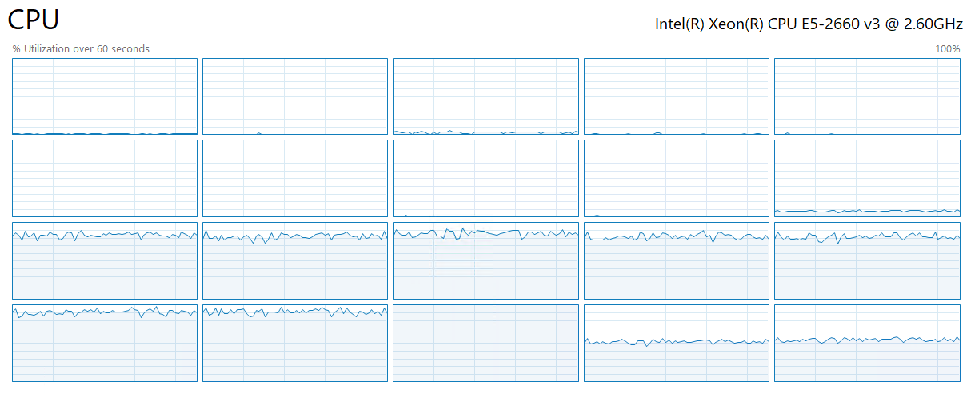 CPU
Intel(R) Xeon(R) CPU E5-2660 v3 @ 2.60GHz
% Utilization over 60 seconds
100%